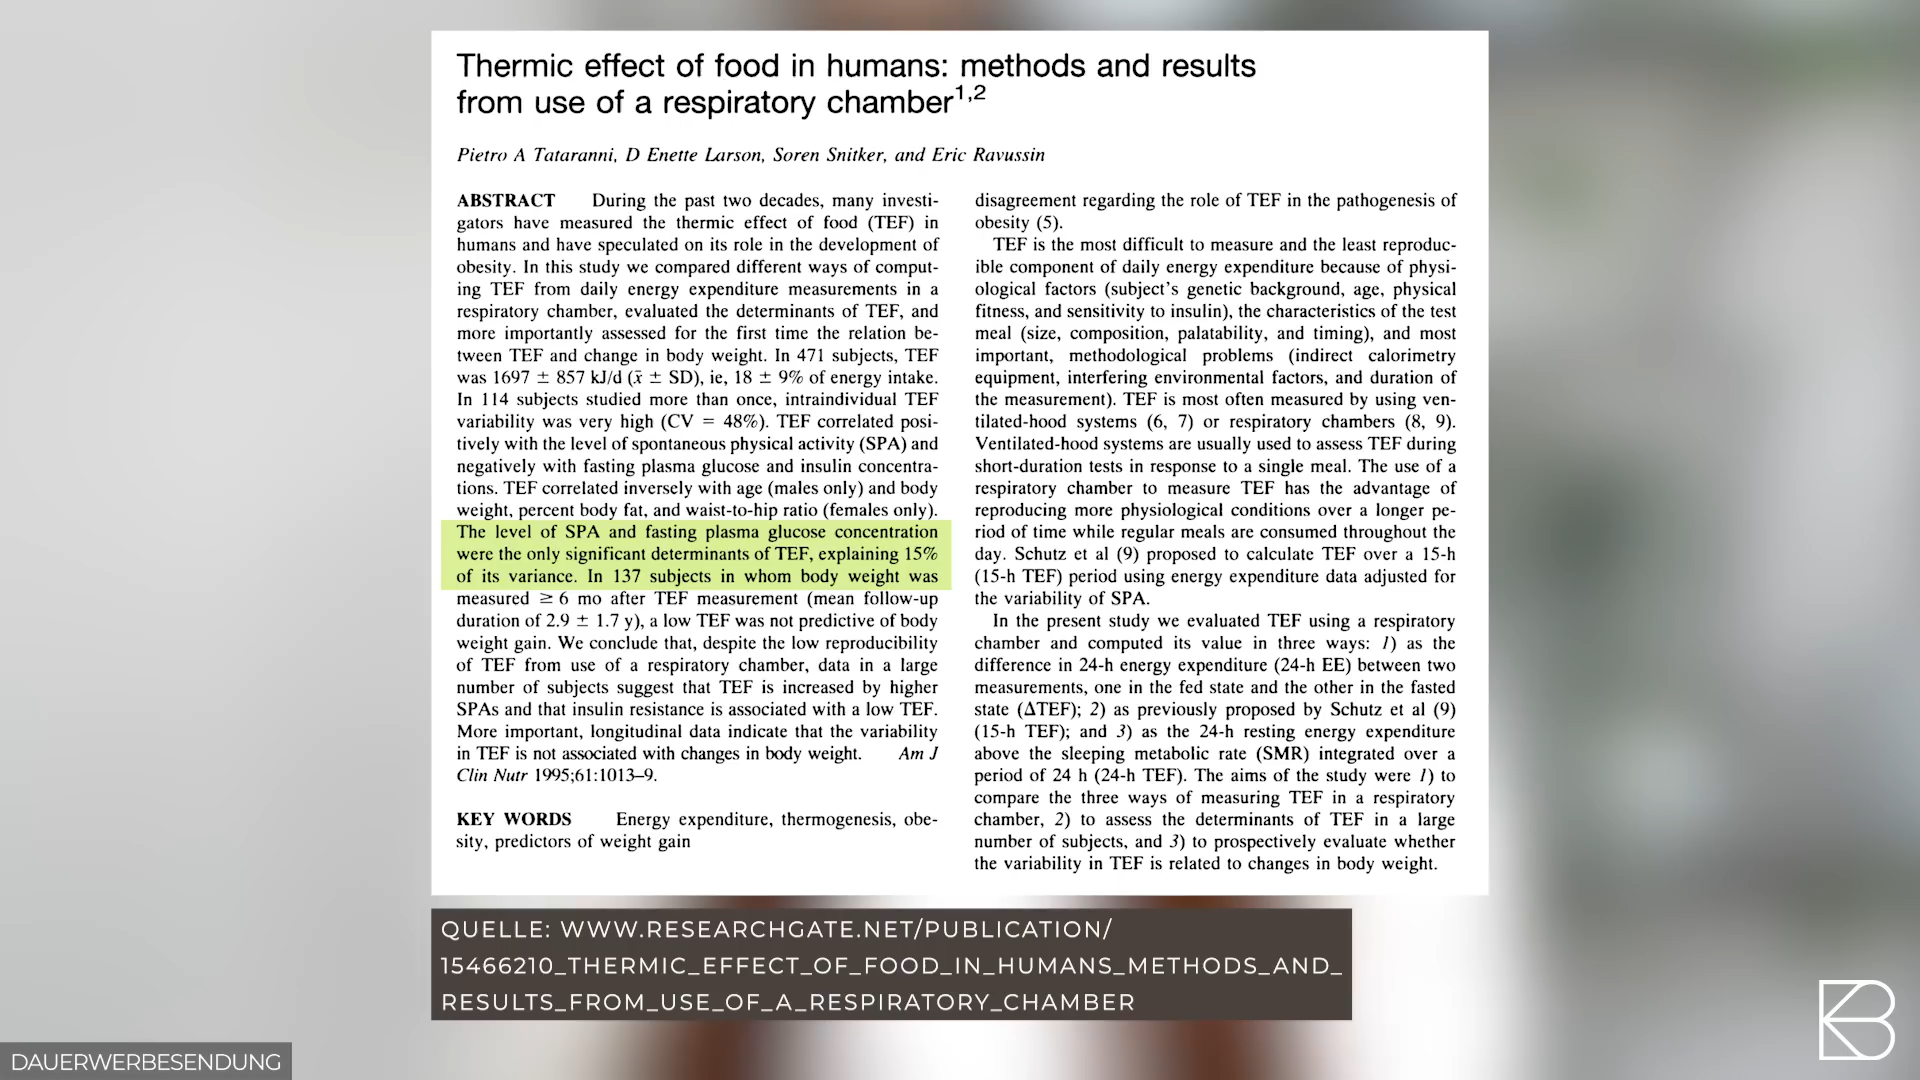 Thermic effect of food in humans: methods and results
from use of a respiratory chamber1,2
Pietro A Tataranni, D Enette Larson, Soren Snitker, and Eric Ravussin
ABSTRACT During the past two decades, many investi-
gators have measured the thermic effect of food (TEF) in
humans and have speculated on its role in the development of
obesity. In this study we compared different ways of comput-
ing TEF from daily energy expenditure measurements in a
respiratory chamber, evaluated the determinants of TEF, and
more importantly assessed for the first time the relation be-
tween TEF and change in body weight. In 471 subjects, TEF
was 1697 ± 857 kJ/d (x̄ ± SD), ie, 18 ± 9% of energy intake.
In 114 subjects studied more than once, intraindividual TEF
variability was very high (CV = 48%). TEF correlated posi-
tively with the level of spontaneous physical activity (SPA) and
negatively with fasting plasma glucose and insulin concentra-
tions. TEF correlated inversely with age (males only) and body
weight, percent body fat, and waist-to-hip ratio (females only).
The level of SPA and fasting plasma glucose concentration
were the only significant determinants of TEF, explaining 15%
of its variance. In 137 subjects in whom body weight was
measured ≥ 6 mo after TEF measurement (mean follow-up
duration of 2.9 ± 1.7 y), a low TEF was not predictive of body
weight gain. We conclude that, despite the low reproducibility
of TEF from use of a respiratory chamber, data in a large
number of subjects suggest that TEF is increased by higher
SPAs and that insulin resistance is associated with a low TEF.
More important, longitudinal data indicate that the variability
in TEF is not associated with changes in body weight. Am J
Clin Nutr 1995;61:1013–9.
KEY WORDS Energy expenditure, thermogenesis, obe-
sity, predictors of weight gain
disagreement regarding the role of TEF in the pathogenesis of
obesity (5).
TEF is the most difficult to measure and the least reproduc-
ible component of daily energy expenditure because of physi-
ological factors (subject's genetic background, age, physical
fitness, and sensitivity to insulin), the characteristics of the test
meal (size, composition, palatability, and timing), and most
important, methodological problems (indirect calorimetry
equipment, interfering environmental factors, and duration of
the measurement). TEF is most often measured by using ven-
tilated-hood systems (6, 7) or respiratory chambers (8, 9).
Ventilated-hood systems are usually used to assess TEF during
short-duration tests in response to a single meal. The use of a
respiratory chamber to measure TEF has the advantage of
reproducing more physiological conditions over a longer pe-
riod of time while regular meals are consumed throughout the
day. Schutz et al (9) proposed to calculate TEF over a 15-h
(15-h TEF) period using energy expenditure data adjusted for
the variability of SPA.
In the present study we evaluated TEF using a respiratory
chamber and computed its value in three ways: 1) as the
difference in 24-h energy expenditure (24-h EE) between two
measurements, one in the fed state and the other in the fasted
state (ΔTEF); 2) as previously proposed by Schutz et al (9)
(15-h TEF); and 3) as the 24-h resting energy expenditure
above the sleeping metabolic rate (SMR) integrated over a
period of 24 h (24-h TEF). The aims of the study were 1) to
compare the three ways of measuring TEF in a respiratory
chamber, 2) to assess the determinants of TEF in a large
number of subjects, and 3) to prospectively evaluate whether
the variability in TEF is related to changes in body weight.
QUELLE: WWW.RESEARCHGATE.NET/PUBLICATION/
15466210_THERMIC_EFFECT_OF_FOOD_IN_HUMANS_METHODS_AND_
RESULTS_FROM_USE_OF_A_RESPIRATORY_CHAMBER
DAUERWERBESENDUNG
KB